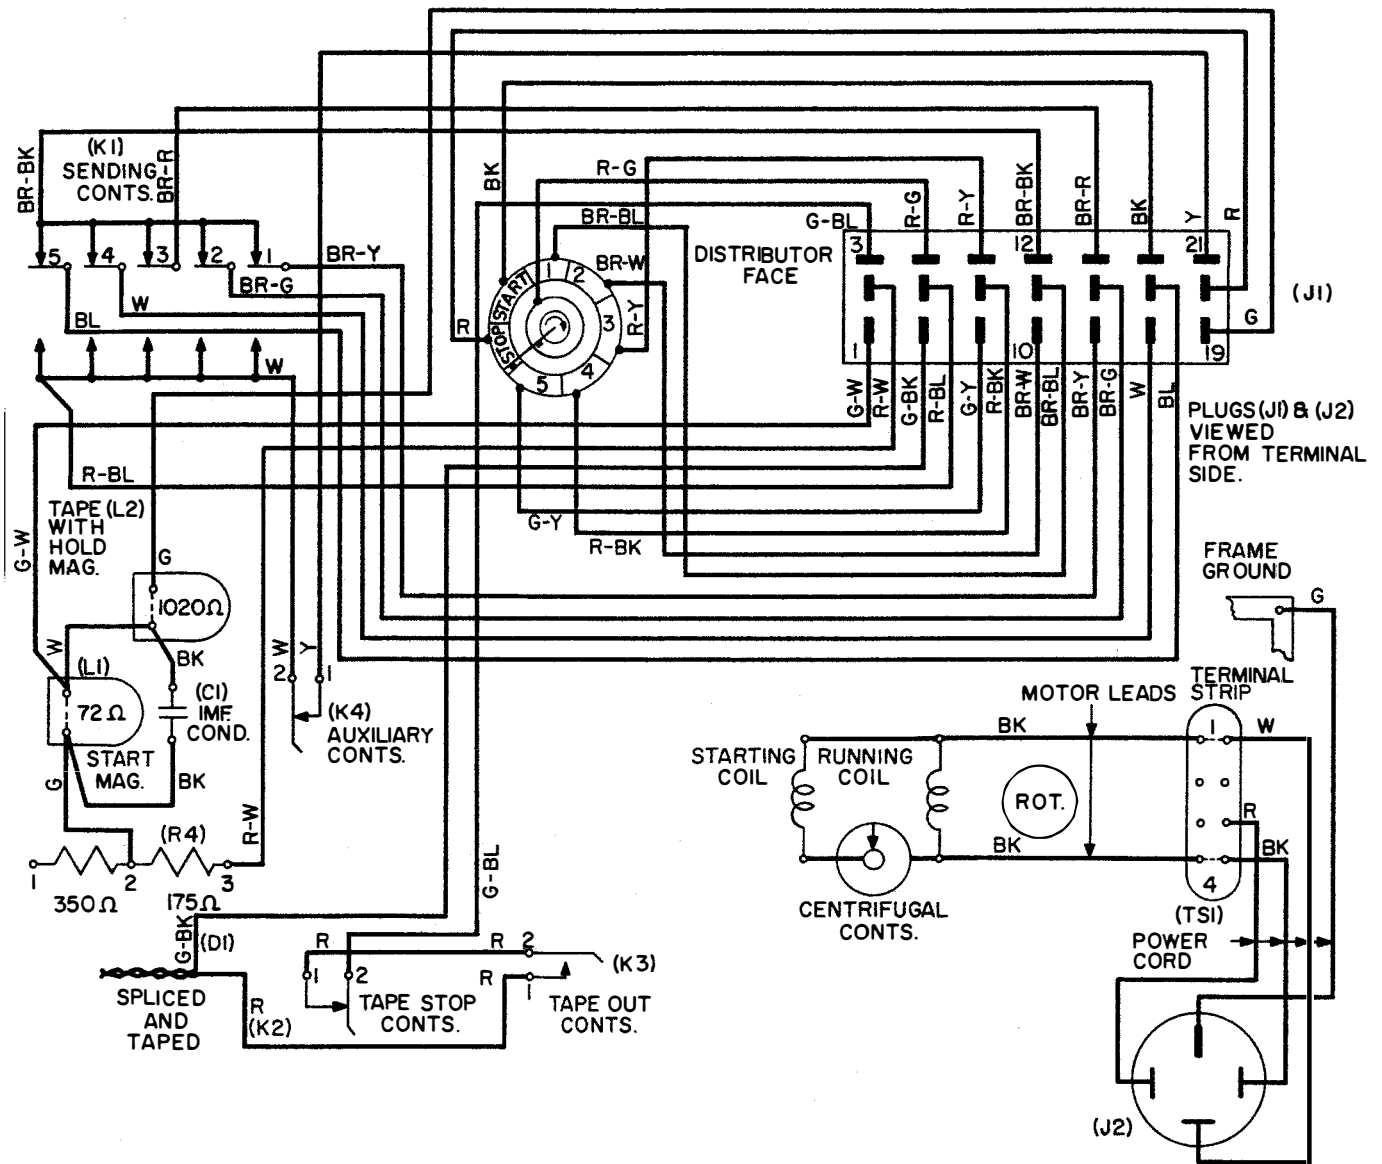 (K1)
SENDING
CONTS.
BR-BK
BR-R
BK
R-G
BR-BL
BR-W
R-Y
G-BL
R-G
R-Y
BR-BK
BR-R
BK
Y
R
DISTRIBUTOR
FACE
3
12
21
(J1)
G
1
10
19
5
4
3
2
1
BR-Y
BR-G
W
BL
W
R
START
STOP
1
2
3
4
5
G-W
R-W
G-BK
R-BL
G-Y
R-BK
BR-W
BR-BL
BR-Y
BR-G
W
BL
PLUGS (J1) & (J2)
VIEWED
FROM TERMINAL
SIDE.
R-BL
G-Y
R-BK
TAPE (L2)
WITH
HOLD
MAG.
G-W
G
1020Ω
W
BK
(L1)
72Ω
(C1)
1MF.
COND.
START
MAG.
G
BK
W
Y
2
1
(K4)
AUXILIARY
CONTS.
R-W
(R4)
1
2
3
350Ω
175Ω
G-BK
(D1)
SPLICED
AND
TAPED
R
(K2)
G-BL
R
R
2
1
2
R
1
(K3)
TAPE STOP
CONTS.
TAPE OUT
CONTS.
FRAME
GROUND
G
TERMINAL
STRIP
MOTOR LEADS
STARTING
COIL
RUNNING
COIL
BK
ROT.
BK
CENTRIFUGAL
CONTS.
1
W
R
BK
4
(TS1)
POWER
CORD
(J2)